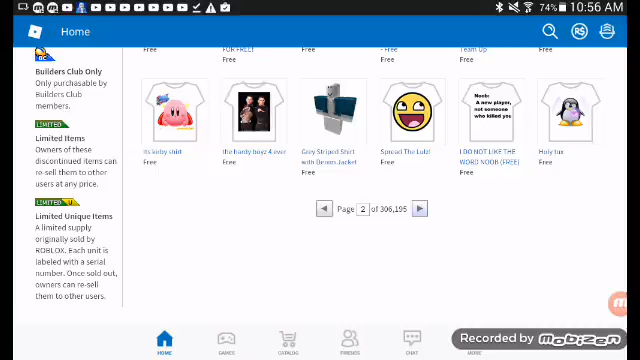 74% 10:56 AM
Home
FOR FREE!
- Free
Team Up
Free
Free
Free
Free
BC
Builders Club Only
Only purchasable by
Builders Club
members.
LIMITED
Limited Items
Owners of these
discontinued items can
re-sell them to other
users at any price.
LIMITED U
Limited Unique Items
A limited supply
originally sold by
ROBLOX. Each unit is
labeled with a serial
number. Once sold out,
owners can re-sell
them to other users.
Noob:
A new player,
not someone
who killed you
Its kirby shirt
Free
the hardy boyz 4 ever
Free
Grey Striped Shirt
with Denim Jacket
Free
Spread The Lulz!
Free
I DO NOT LIKE THE
WORD NOOB (FREE)
Free
Huly tux
Free
Page 2 of 306,195
HOME
GAMES
CATALOG
FRIENDS
CHAT
MORE
Recorded by Mobizen